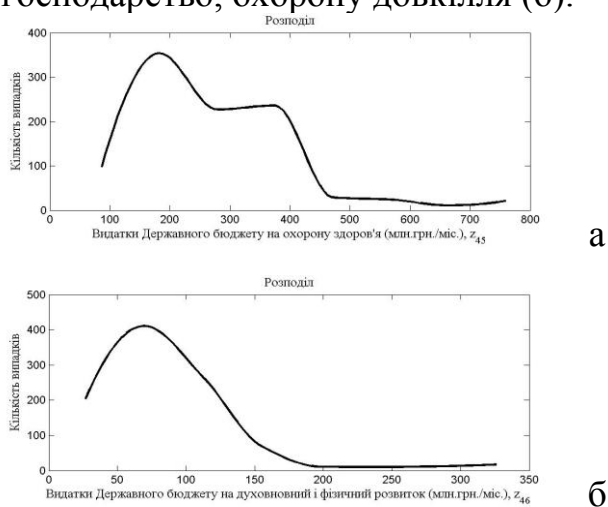 господарство, охорону довкілля (б).
Розподіл
400
300
200
100
0
Кількість випадків
0 100 200 300 400 500 600 700 800
Видатки Державного бюджету на охорону здоров'я (млн.грн./міс.), z45
а
Розподіл
500
400
300
200
100
0
Кількість випадків
0 50 100 150 200 250 300 350
Видатки Державного бюджету на духовновний і фізичний розвиток (млн.грн./міс.), z46
б